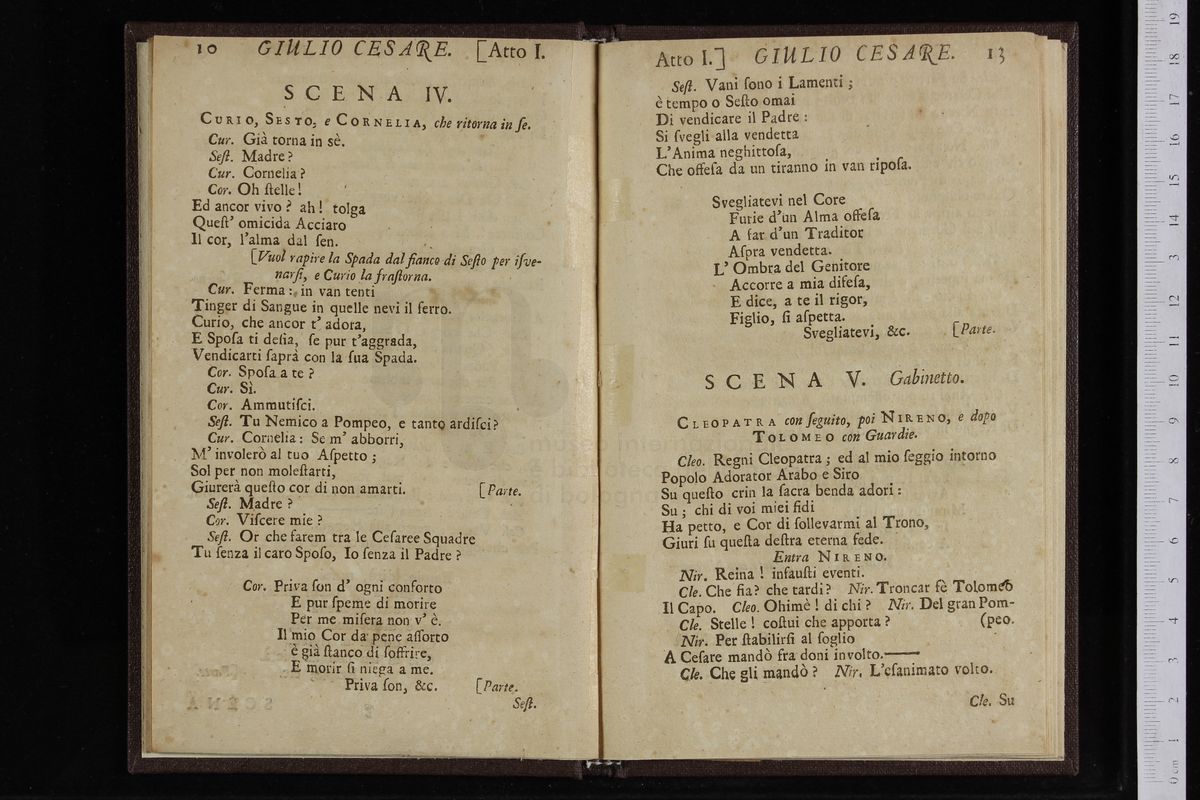 10 GIULIO CESARE. [Atto I.
SCENA IV.
CURIO, SESTO, e CORNELIA, che ritorna in se.
Cur. Già torna in sè.
Seſt. Madre?
Cur. Cornelia?
Cor. Oh ſtelle!
Ed ancor vivo? ah! tolga
Queſt' omicida Acciaro
Il cor, l'alma dal ſen.
[Vuol rapire la Spada dal fianco di Seſto per iſve-
narſi, e Curio la fraſtorna.
Cur. Ferma: in van tenti
Tinger di Sangue in quelle nevi il ferro.
Curio, che ancor t' adora,
E Spoſa ti deſia, ſe pur t'aggrada,
Vendicarti ſaprà con la ſua Spada.
Cor. Spoſa a te?
Cur. Sì.
Cor. Ammutiſci.
Seſt. Tu Nemico a Pompeo, e tanto ardiſci?
Cur. Cornelia: Se m' abborri,
M' involerò al tuo Aſpetto;
Sol per non moleſtarti,
Giurerà queſto cor di non amarti. [Parte.
Seſt. Madre?
Cor. Viſcere mie?
Seſt. Or che farem tra le Ceſaree Squadre
Tu ſenza il caro Spoſo, Io ſenza il Padre?
Cor. Priva ſon d' ogni conforto
E pur ſpeme di morire
Per me miſera non v' è.
Il mio Cor da pene aſſorto
è già ſtanco di ſoffrire,
E morir ſi niega a me.
Priva ſon, &c. [Parte.
Seſt.
Atto I.] GIULIO CESARE. 13
Seſt. Vani ſono i Lamenti;
è tempo o Seſto omai
Di vendicare il Padre:
Si ſvegli alla vendetta
L'Anima neghittoſa,
Che offeſa da un tiranno in van ripoſa.
Svegliatevi nel Core
Furie d'un Alma offeſa
A far d'un Traditor
Aſpra vendetta.
L' Ombra del Genitore
Accorre a mia difeſa,
E dice, a te il rigor,
Figlio, ſi aſpetta.
Svegliatevi, &c. [Parte.
SCENA V. Gabinetto.
CLEOPATRA con ſeguito, poi NIRENO, e dopo
TOLOMEO con Guardie.
Cleo. Regni Cleopatra; ed al mio ſeggio intorno
Popolo Adorator Arabo e Siro
Su queſto crin la ſacra benda adori:
Su; chi di voi miei fidi
Ha petto, e Cor di ſollevarmi al Trono,
Giuri ſu queſta deſtra eterna fede.
Entra NIRENO.
Nir. Reina! infauſti eventi.
Cle. Che fia? che tardi? Nir. Troncar fè Tolomeo
Il Capo. Cleo. Ohimè! di chi? Nir. Del gran Pom-
Cle. Stelle! coſtui che apporta? (peo.
Nir. Per ſtabilirſi al ſoglio
A Ceſare mandò fra doni involto.——
Cle. Che gli mandò? Nir. L'eſanimato volto.
Cle. Su